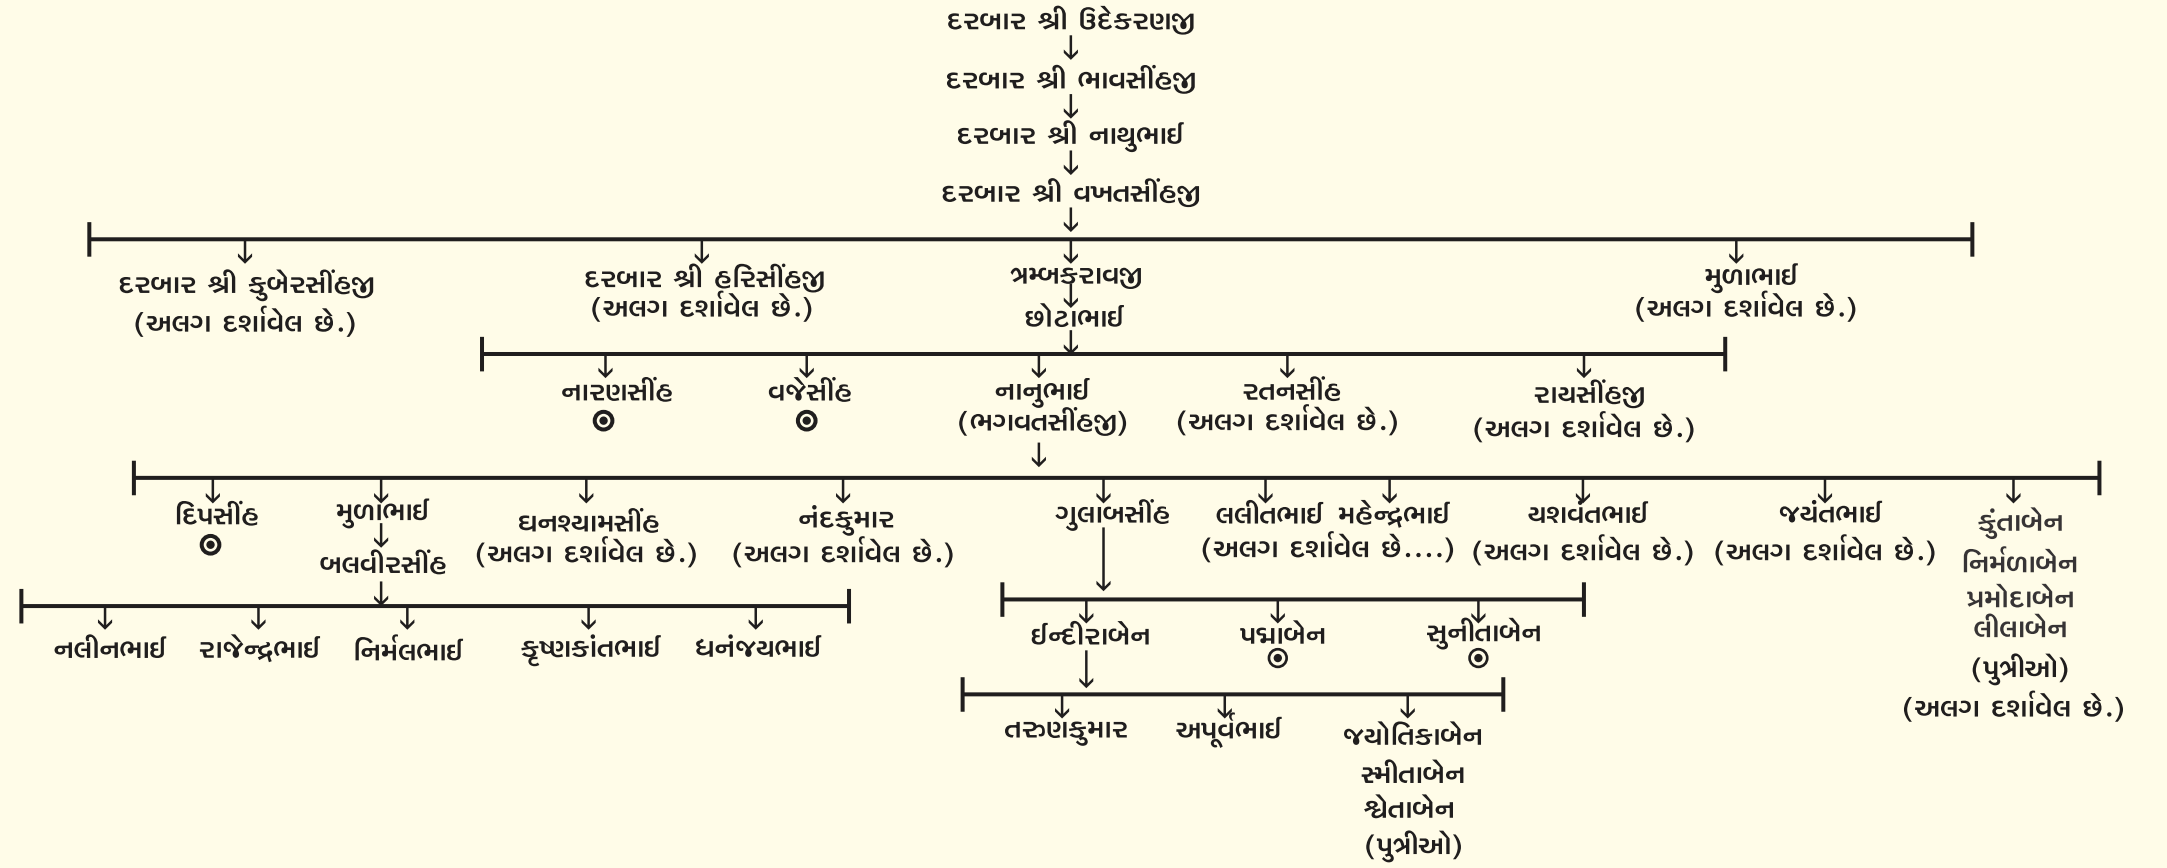 દરબાર શ્રી ઉદેકરણજી
દરબાર શ્રી ભાવસીંહજી
દરબાર શ્રી નાથુભાઈ
દરબાર શ્રી વખતસીંહજી
દરબાર શ્રી કુબેરસીંહજી
(અલગ દર્શાવેલ છે.)
દરબાર શ્રી હરિસીંહજી
(અલગ દર્શાવેલ છે.)
ત્રમ્બકરાવજી
છોટાભાઈ
મુળાભાઈ
(અલગ દર્શાવેલ છે.)
નારણસીંહ
વજેસીંહ
નાનુભાઈ
(ભગવતસીંહજી)
રતનસીંહ
(અલગ દર્શાવેલ છે.)
રાયસીંહજી
(અલગ દર્શાવેલ છે.)
દિપસીંહ
મુળાભાઈ
બલવીરસીંહ
ઘનશ્યામસીંહ
(અલગ દર્શાવેલ છે.)
નંદકુમાર
(અલગ દર્શાવેલ છે.)
ગુલાબસીંહ
લલીતભાઈ મહેન્દ્રભાઈ
(અલગ દર્શાવેલ છે....)
યશવંતભાઈ
(અલગ દર્શાવેલ છે.)
જયંતભાઈ
(અલગ દર્શાવેલ છે.)
કુંતાબેન
નિર્મળાબેન
પ્રમોદાબેન
લીલાબેન
(પુત્રીઓ)
(અલગ દર્શાવેલ છે.)
નલીનભાઈ
રાજેન્દ્રભાઈ
નિર્મલભાઈ
કૃષ્ણકાંતભાઈ
ધનંજયભાઈ
ઈન્દીરાબેન
પદ્માબેન
સુનીતાબેન
તરુણકુમાર
અપૂર્વભાઈ
જયોતિકાબેન
સ્મીતાબેન
શ્વેતાબેન
(પુત્રીઓ)